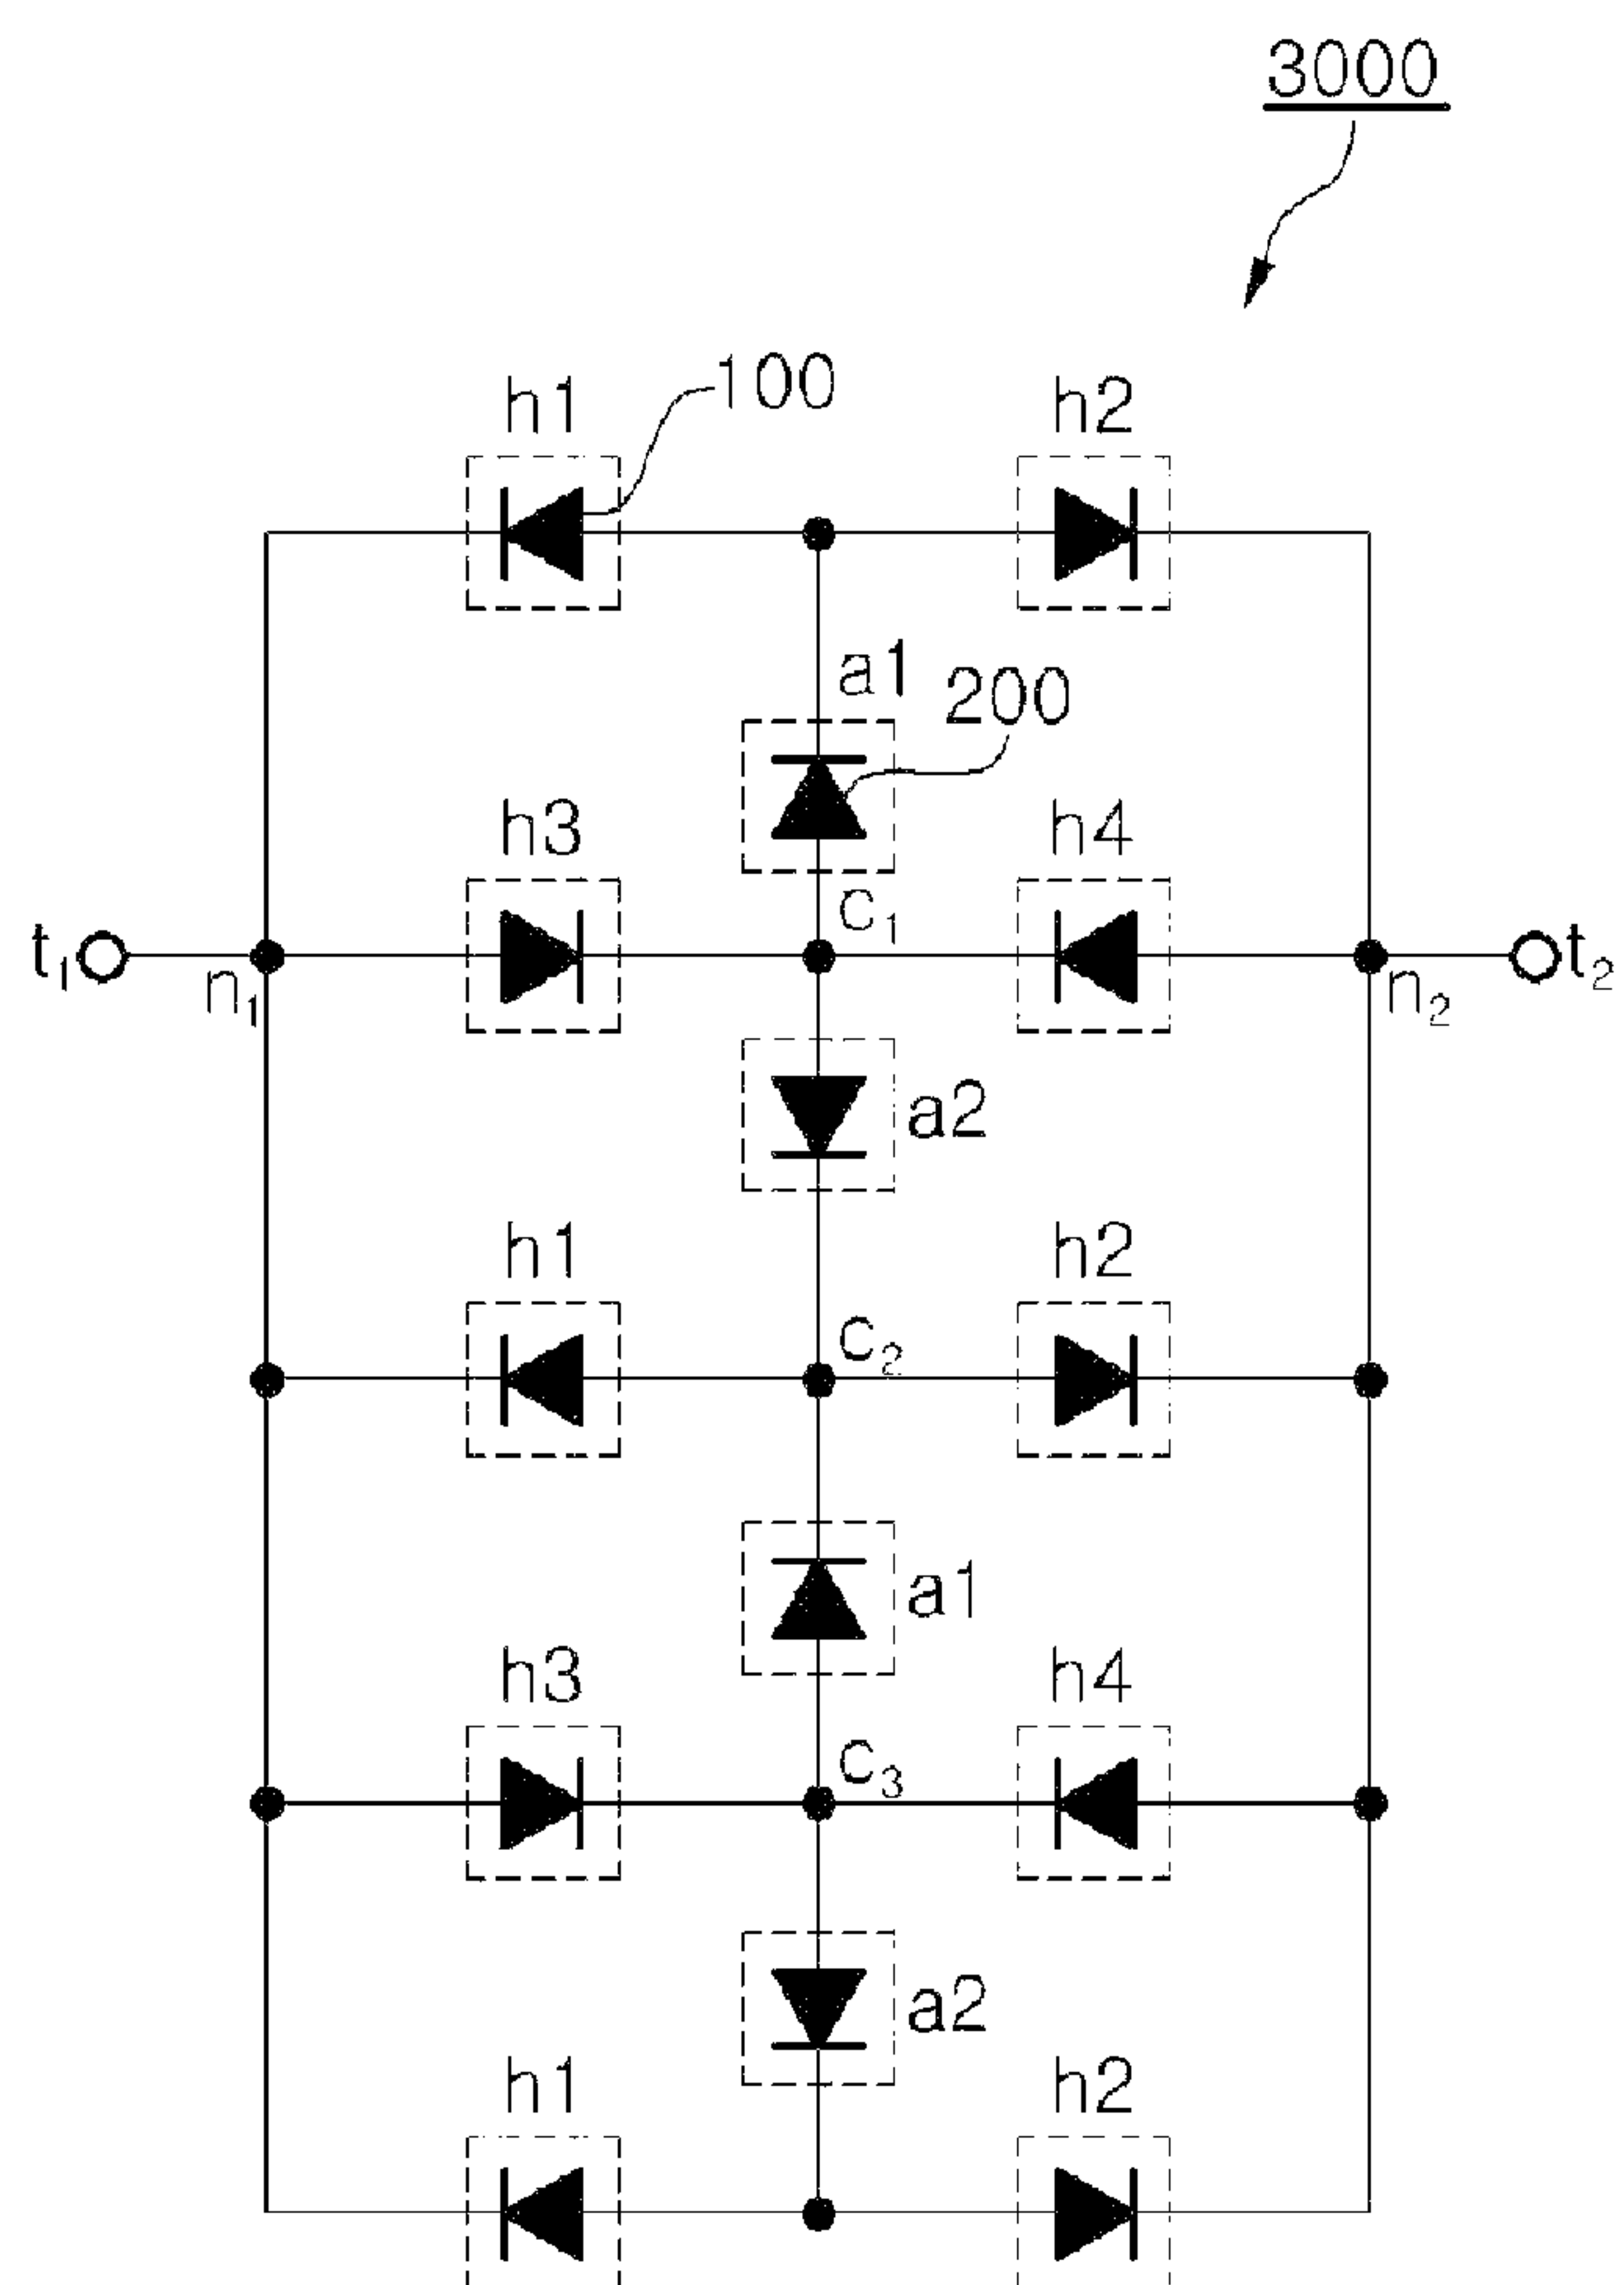 3000
100
h1 h2
a1
200
h3 h4
c₁
t₁ n₁ n₂ t₂
a2
h1 h2
c₂
a1
h3 h4
c₃
a2
h1 h2